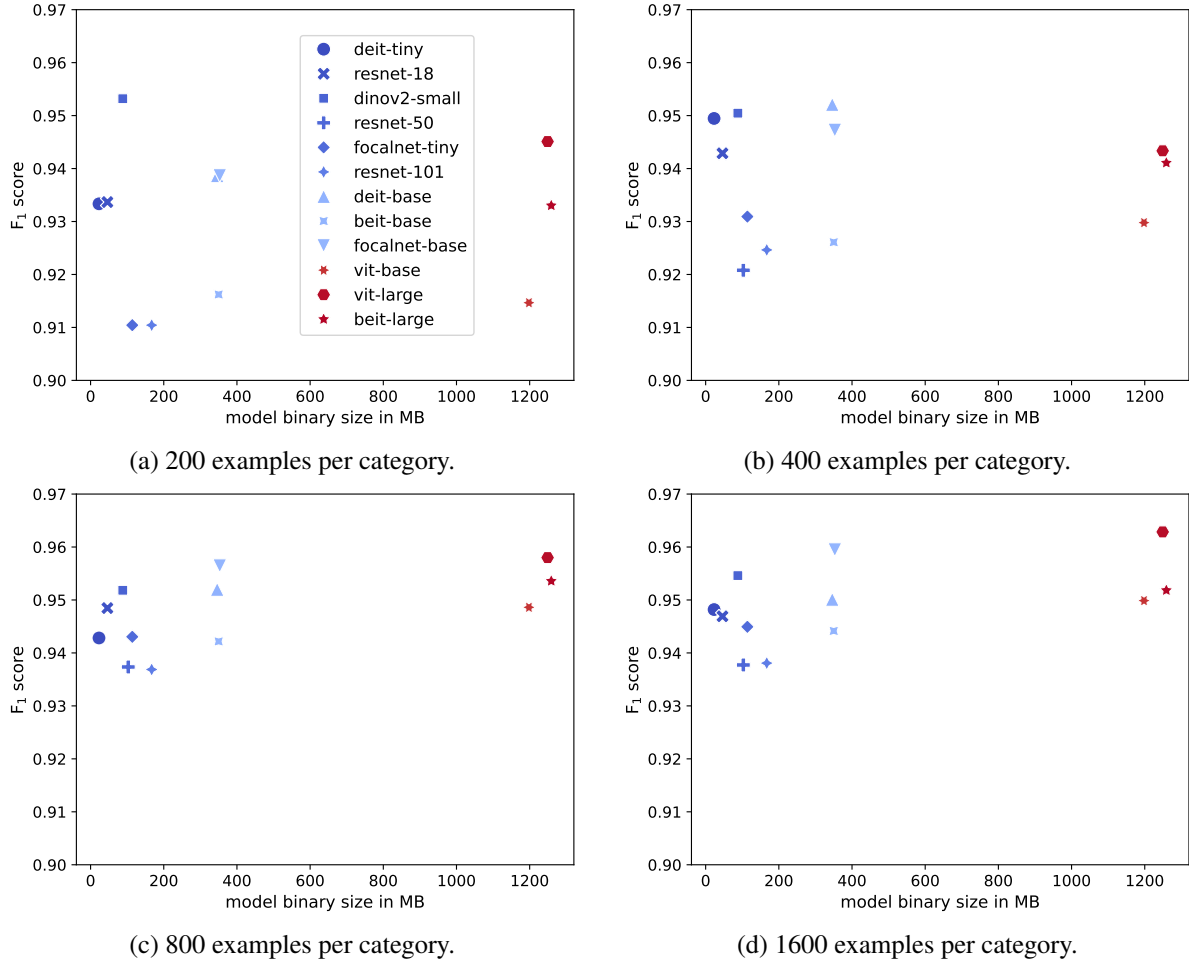 0.97
0.96
0.95
0.94
0.93
0.92
0.91
0.90
F1 score
deit-tiny
resnet-18
dinov2-small
resnet-50
focalnet-tiny
resnet-101
deit-base
beit-base
focalnet-base
vit-base
vit-large
beit-large
0 200 400 600 800 1000 1200
model binary size in MB
(a) 200 examples per category.
0.97
0.96
0.95
0.94
0.93
0.92
0.91
0.90
F1 score
0 200 400 600 800 1000 1200
model binary size in MB
(b) 400 examples per category.
0.97
0.96
0.95
0.94
0.93
0.92
0.91
0.90
F1 score
0 200 400 600 800 1000 1200
model binary size in MB
(c) 800 examples per category.
0.97
0.96
0.95
0.94
0.93
0.92
0.91
0.90
F1 score
0 200 400 600 800 1000 1200
model binary size in MB
(d) 1600 examples per category.